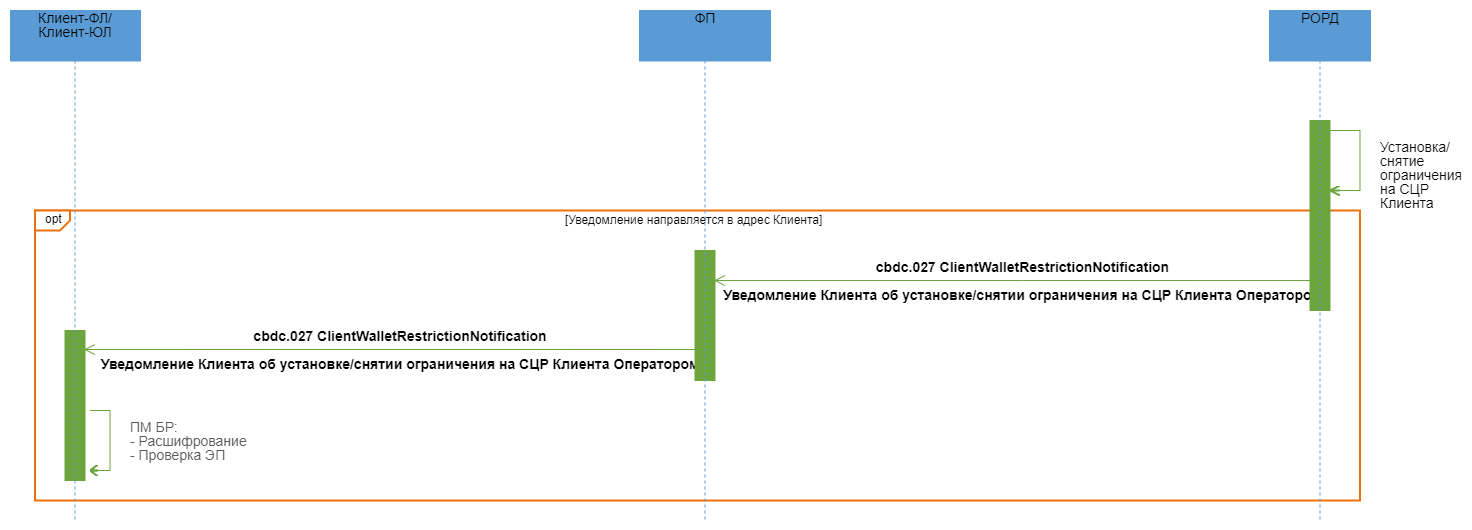 Клиент-ФЛ/
Клиент-ЮЛ
ФП
РОРД
Установка/
снятие
ограничения
на СЦР
Клиента
opt
[Уведомление направляется в адрес Клиента]
cbdc.027 ClientWalletRestrictionNotification
Уведомление Клиента об установке/снятии ограничения на СЦР Клиента Операторо
cbdc.027 ClientWalletRestrictionNotification
Уведомление Клиента об установке/снятии ограничения на СЦР Клиента Оператором
ПМ БР:
- Расшифрование
- Проверка ЭП